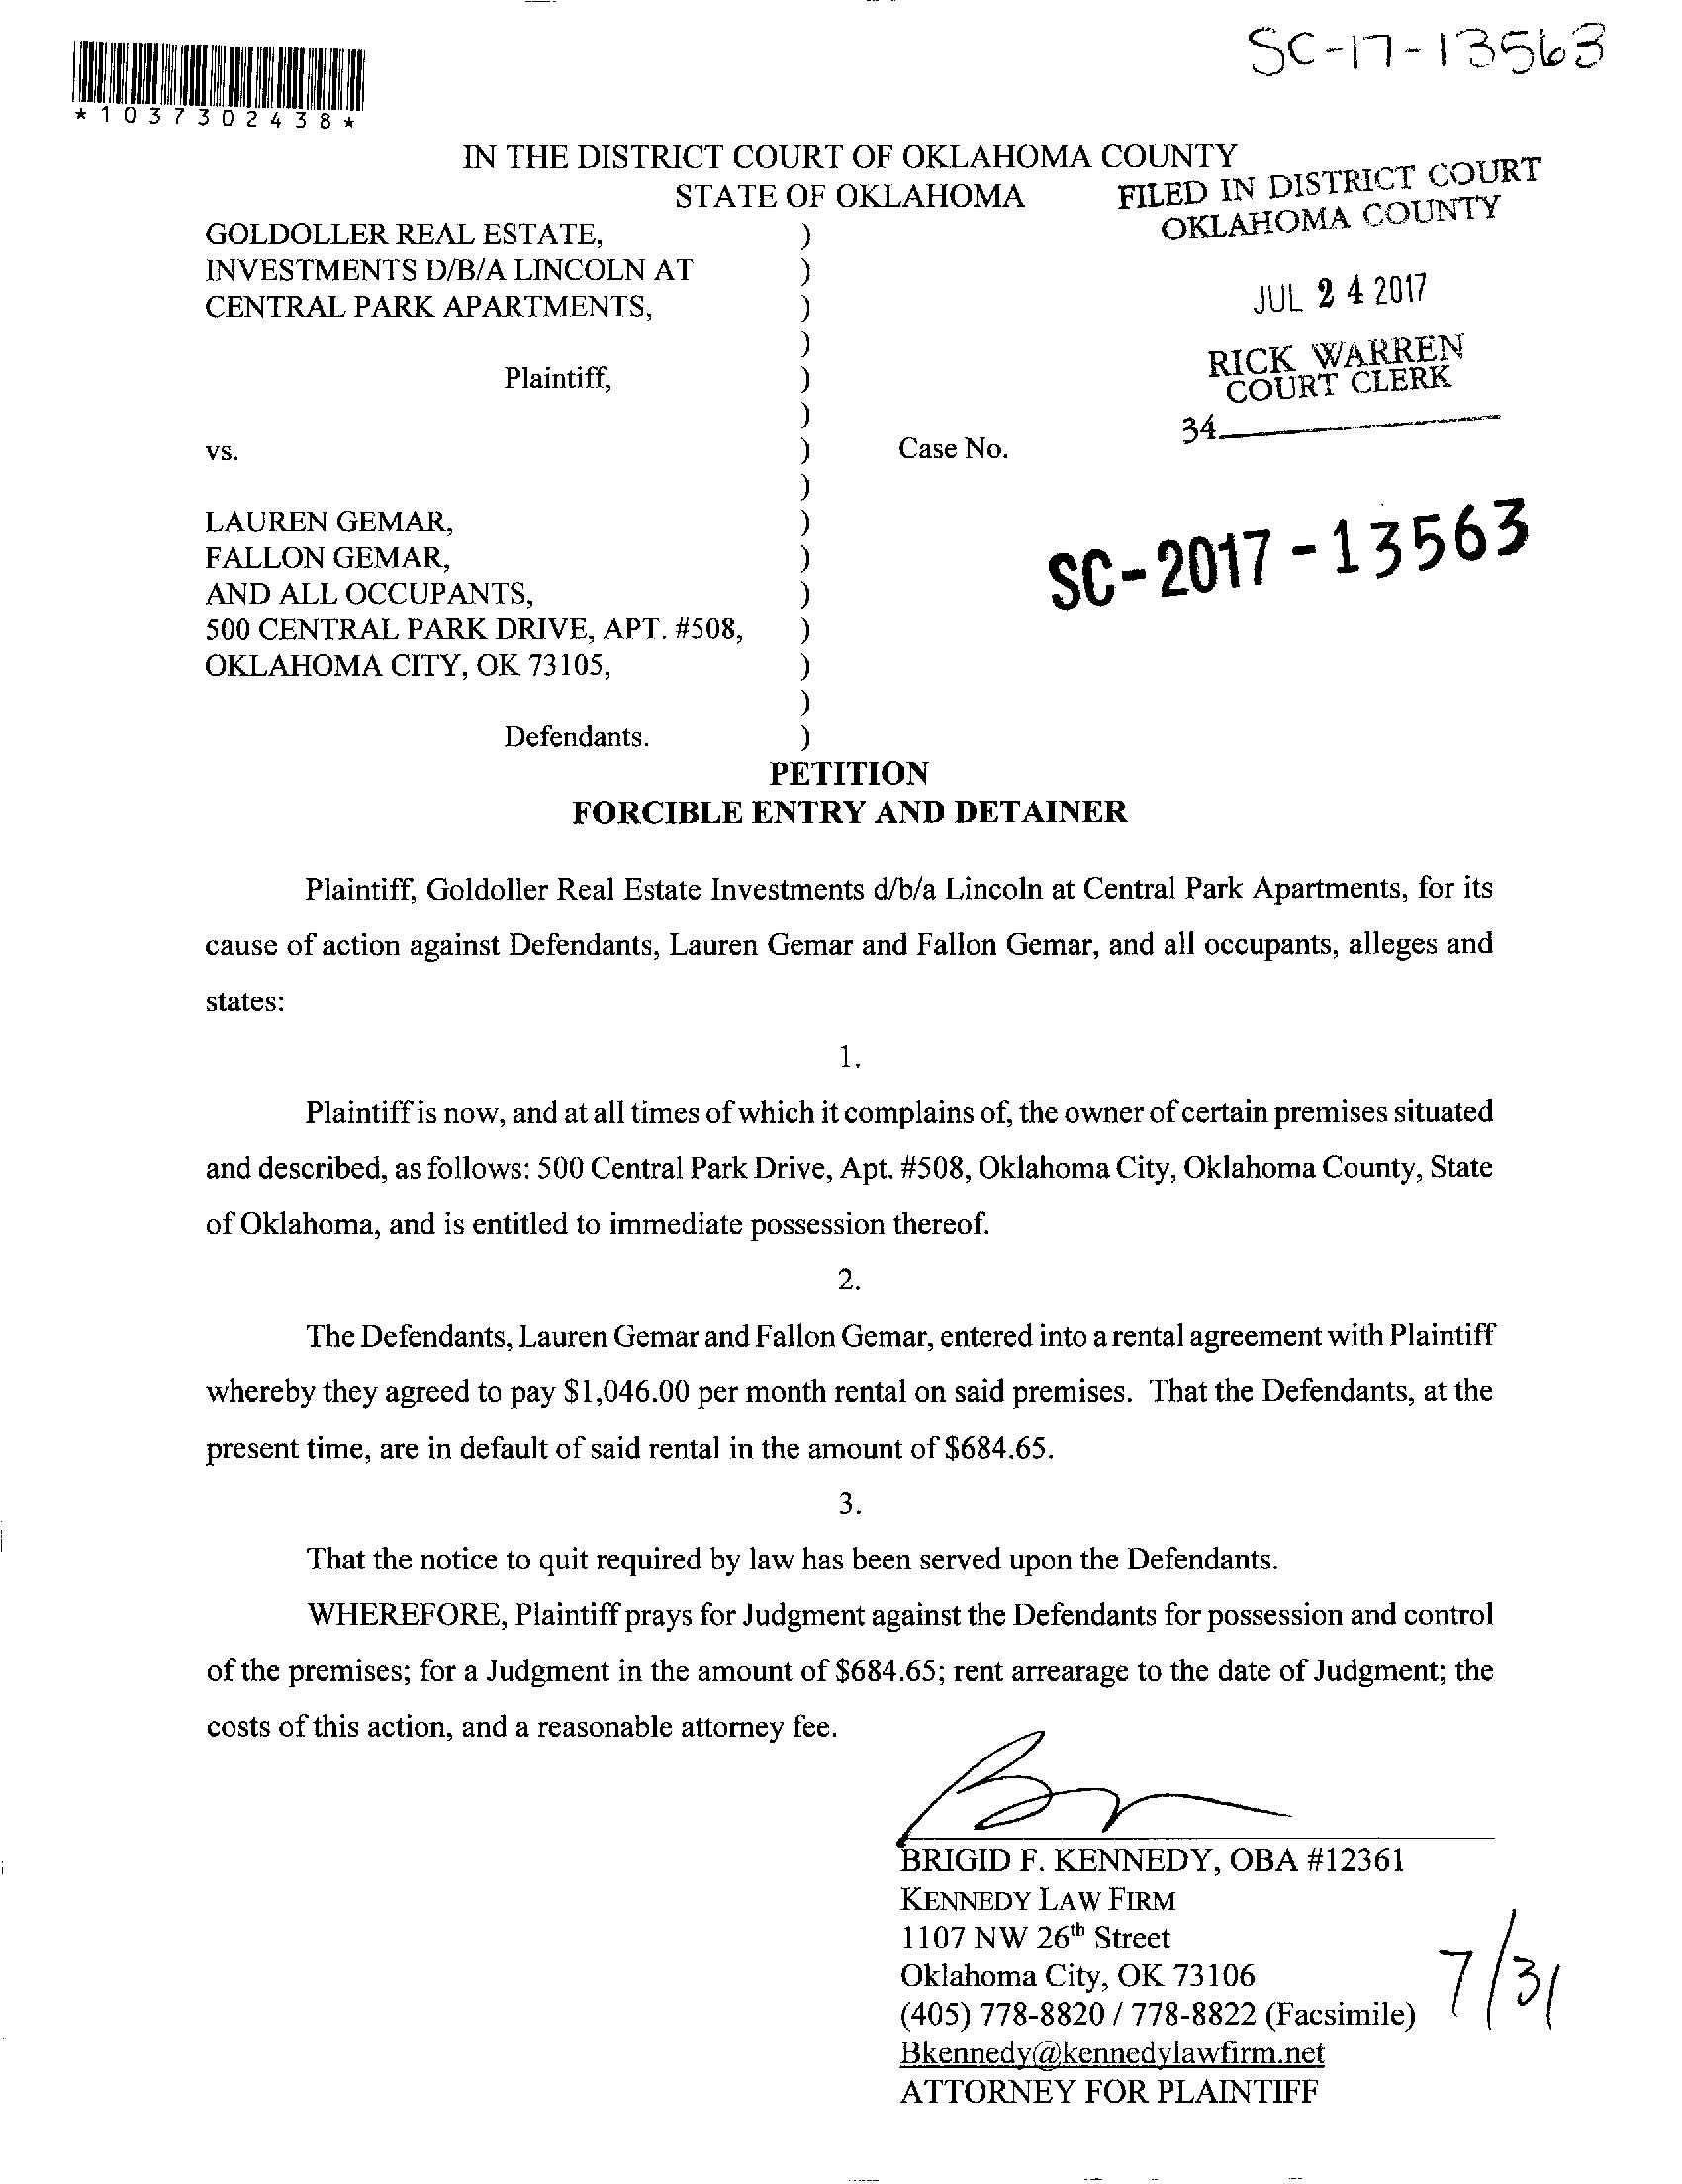 SC-17-13563
*1037302438*
IN THE DISTRICT COURT OF OKLAHOMA COUNTY
STATE OF OKLAHOMA
FILED IN DISTRICT COURT
OKLAHOMA COUNTY
JUL 24 2017
RICK WARREN
COURT CLERK
34
GOLDOLLER REAL ESTATE, )
INVESTMENTS D/B/A LINCOLN AT )
CENTRAL PARK APARTMENTS, )
)
Plaintiff, )
)
vs. ) Case No.
)
LAUREN GEMAR, )
FALLON GEMAR, )
AND ALL OCCUPANTS, )
500 CENTRAL PARK DRIVE, APT. #508, )
OKLAHOMA CITY, OK 73105, )
)
Defendants. )
SC-2017-13563
PETITION
FORCIBLE ENTRY AND DETAINER
Plaintiff, Goldoller Real Estate Investments d/b/a Lincoln at Central Park Apartments, for its
cause of action against Defendants, Lauren Gemar and Fallon Gemar, and all occupants, alleges and
states:
1.
Plaintiff is now, and at all times of which it complains of, the owner of certain premises situated
and described, as follows: 500 Central Park Drive, Apt. #508, Oklahoma City, Oklahoma County, State
of Oklahoma, and is entitled to immediate possession thereof.
2.
The Defendants, Lauren Gemar and Fallon Gemar, entered into a rental agreement with Plaintiff
whereby they agreed to pay $1,046.00 per month rental on said premises. That the Defendants, at the
present time, are in default of said rental in the amount of $684.65.
3.
That the notice to quit required by law has been served upon the Defendants.
WHEREFORE, Plaintiff prays for Judgment against the Defendants for possession and control
of the premises; for a Judgment in the amount of $684.65; rent arrearage to the date of Judgment; the
costs of this action, and a reasonable attorney fee.
BRIGID F. KENNEDY, OBA #12361
KENNEDY LAW FIRM
1107 NW 26th Street
Oklahoma City, OK 73106
(405) 778-8820 / 778-8822 (Facsimile)
Bkennedy@kennedylawfirm.net
ATTORNEY FOR PLAINTIFF
7/31